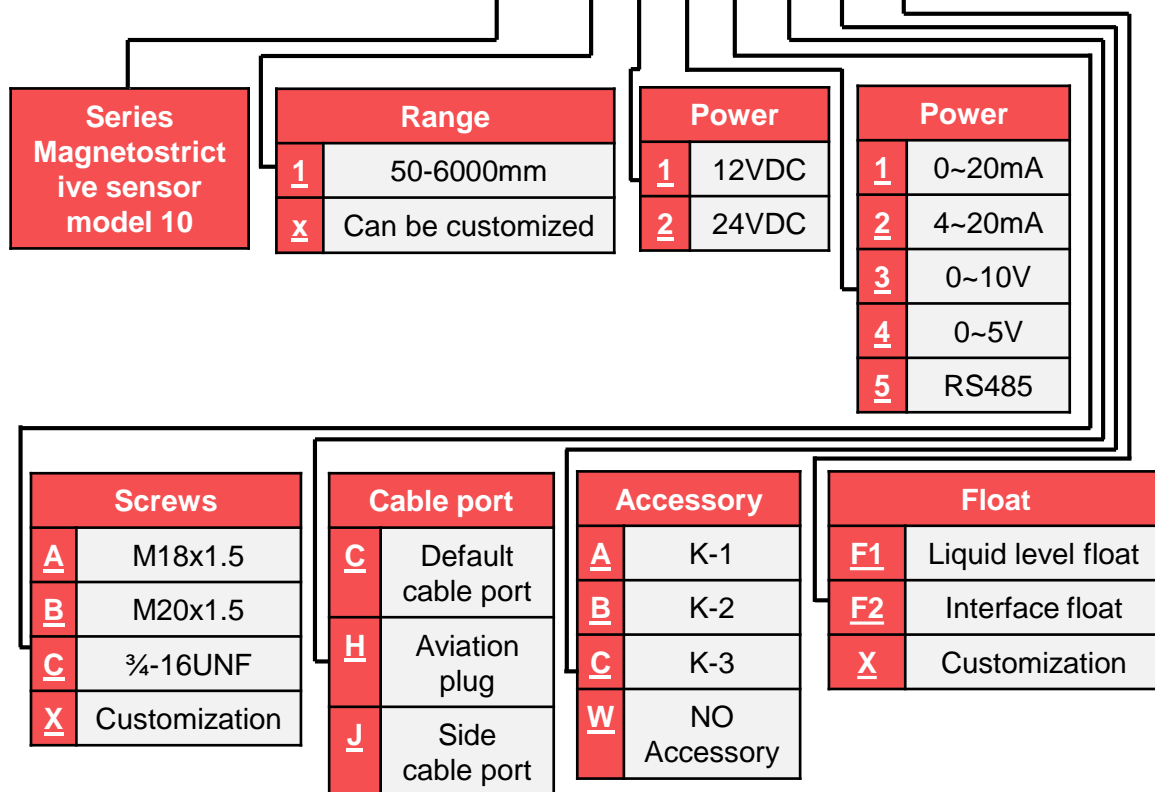 Series
Magnetostrict
ive sensor
model 10
Range
1 50-6000mm
x Can be customized
Power
1 12VDC
2 24VDC
Power
1 0~20mA
2 4~20mA
3 0~10V
4 0~5V
5 RS485
Screws
A M18x1.5
B M20x1.5
C ¾-16UNF
X Customization
Cable port
C Default
cable port
H Aviation
plug
J Side
cable port
Accessory
A K-1
B K-2
C K-3
W NO
Accessory
Float
F1 Liquid level float
F2 Interface float
X Customization